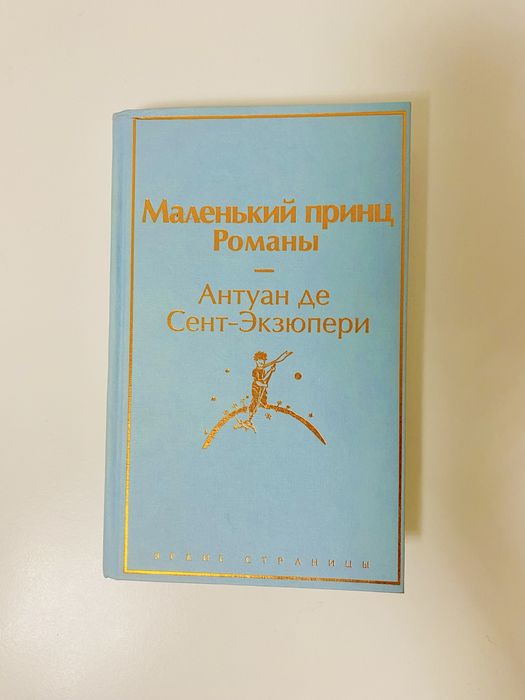 Маленький принц
Романы
—
Антуан де
Сент-Экзюпери
ЯРКИЕ СТРАНИЦЫ